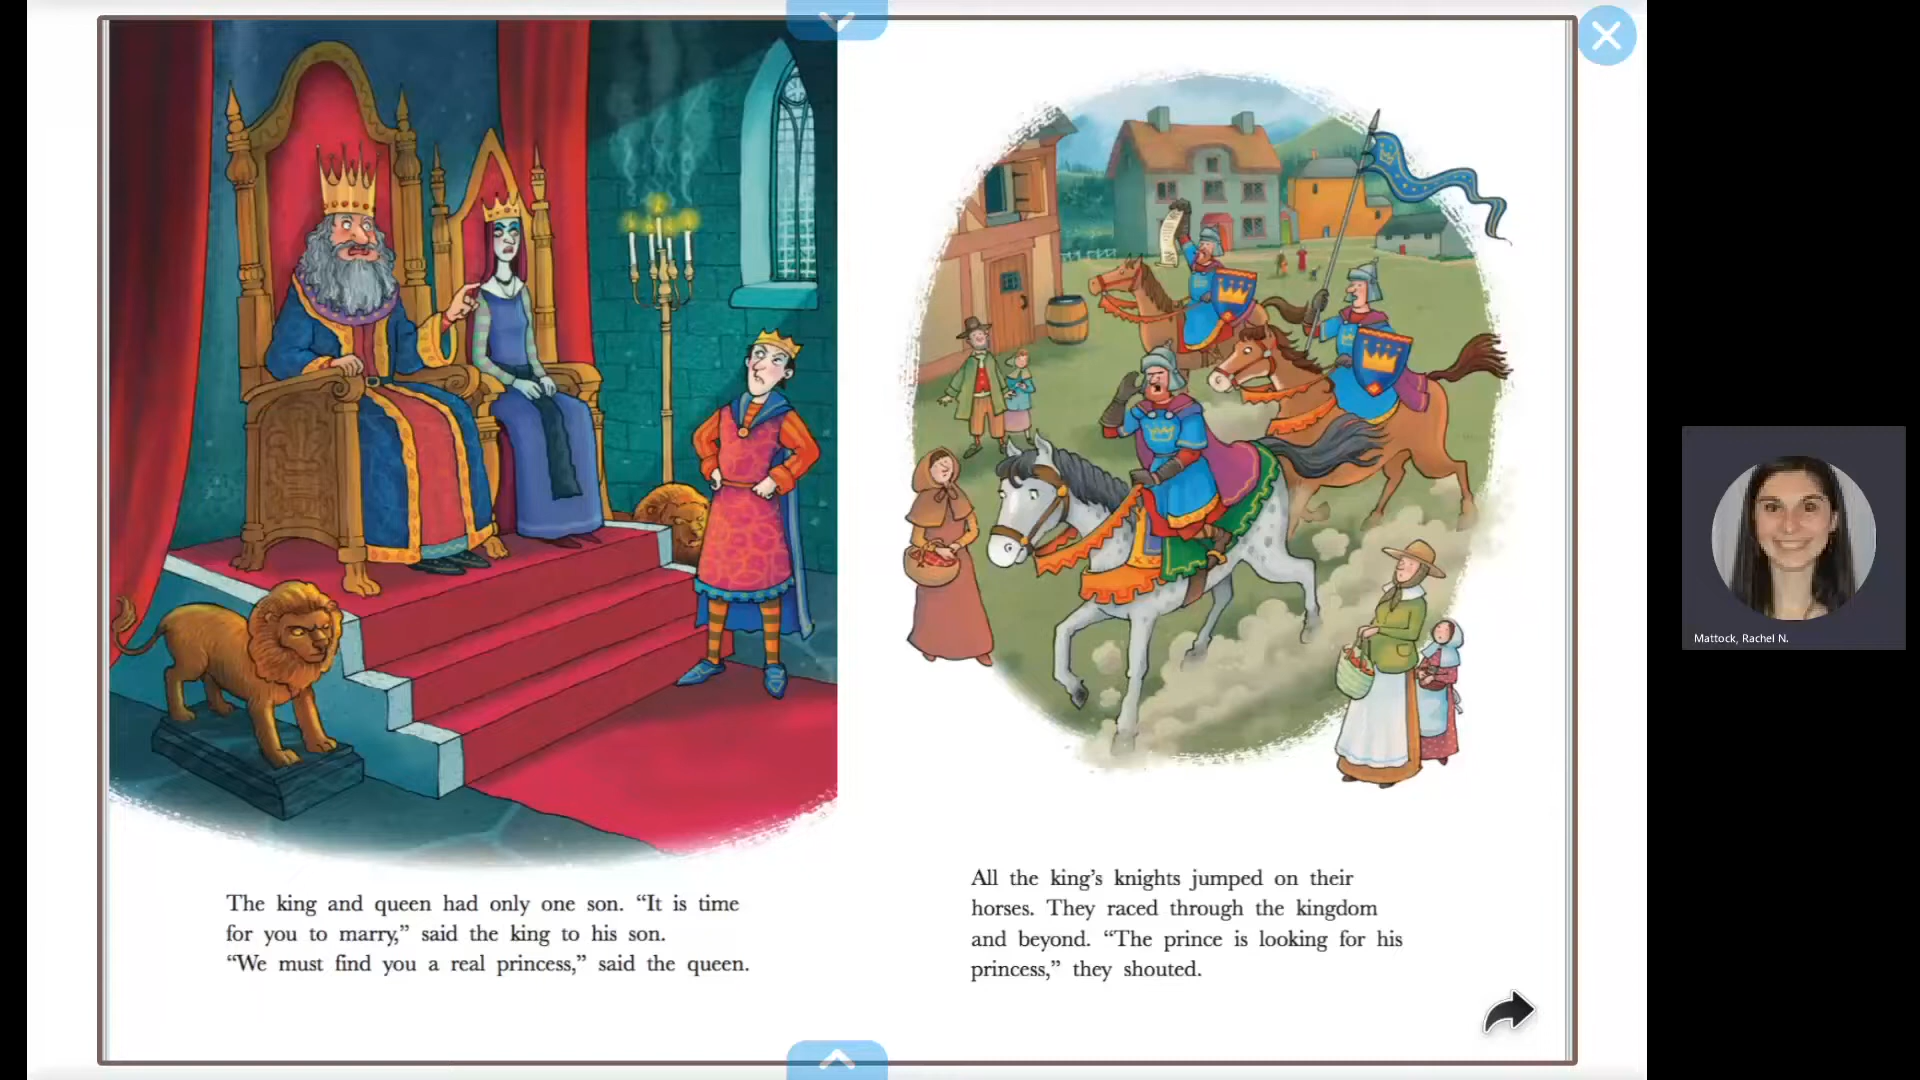 The king and queen had only one son. “It is time
for you to marry,” said the king to his son.
“We must find you a real princess,” said the queen.
All the king’s knights jumped on their
horses. They raced through the kingdom
and beyond. “The prince is looking for his
princess,” they shouted.
Mattock, Rachel N.